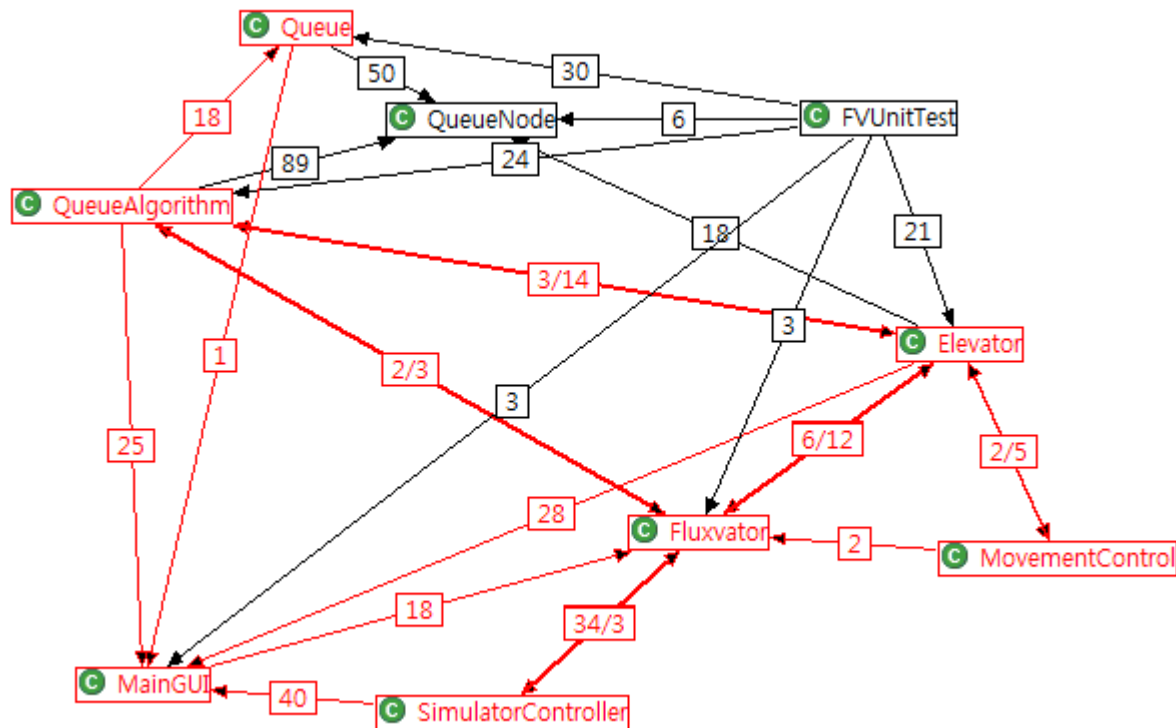 C Queue
50
30
18
C QueueNode
6
C FVUnitTest
89
24
C QueueAlgorithm
18
21
3/14
3
C Elevator
1
2/3
3
25
6/12
2/5
28
C Fluxvator
2
C MovementControl
18
34/3
C MainGUI
40
C SimulatorController